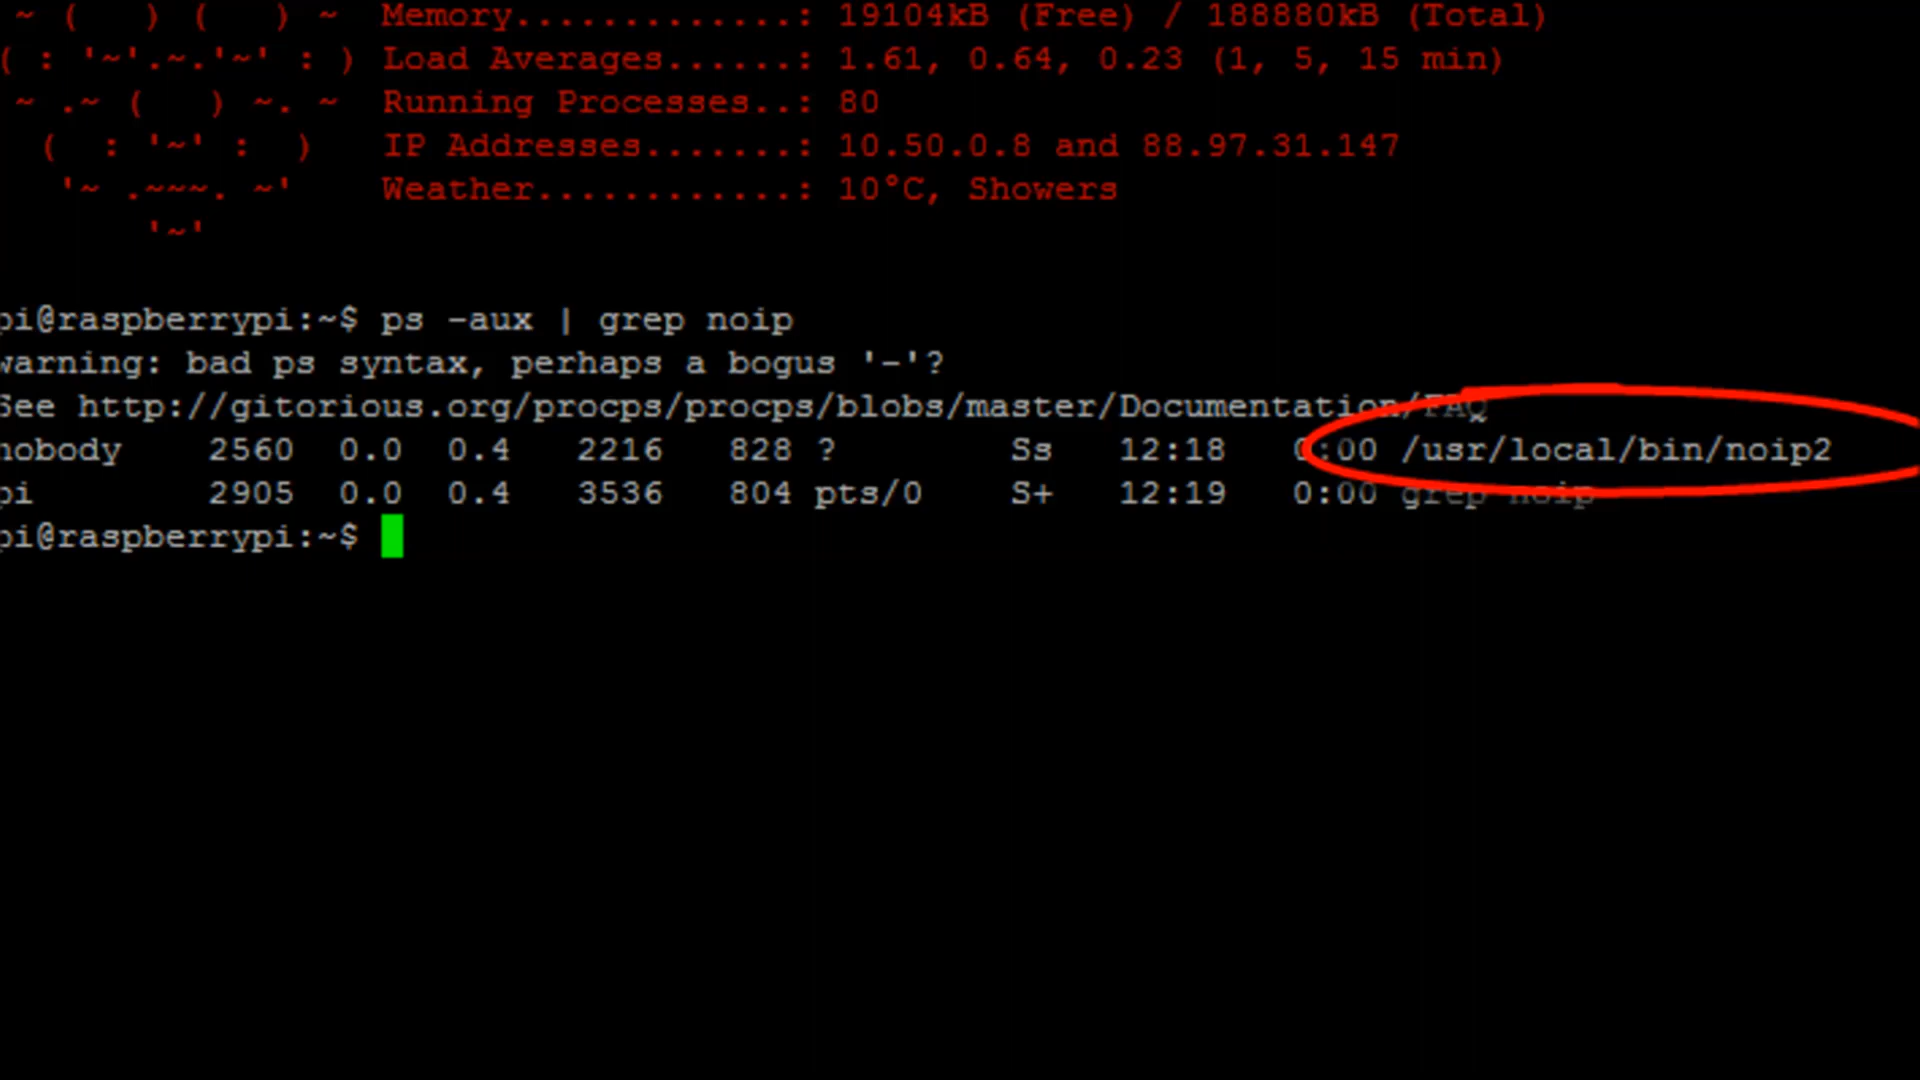 ~ (   ) (   ) ~  Memory.............: 19104kB (Free) / 188880kB (Total)
( : '~'.~.'~' : ) Load Averages......: 1.61, 0.64, 0.23 (1, 5, 15 min)
~ .~ (   ) ~. ~  Running Processes..: 80
(  : '~' :  )   IP Addresses.......: 10.50.0.8 and 88.97.31.147
'~ .~~~. ~'    Weather............: 10°C, Showers
'~'
pi@raspberrypi:~$ ps -aux | grep noip
warning: bad ps syntax, perhaps a bogus '-'?
See http://gitorious.org/procps/procps/blobs/master/Documentation/FAQ
nobody    2560  0.0  0.4   2216   828 ?        Ss   12:18   0:00 /usr/local/bin/noip2
pi        2905  0.0  0.4   3536   804 pts/0    S+   12:19   0:00 grep noip
pi@raspberrypi:~$